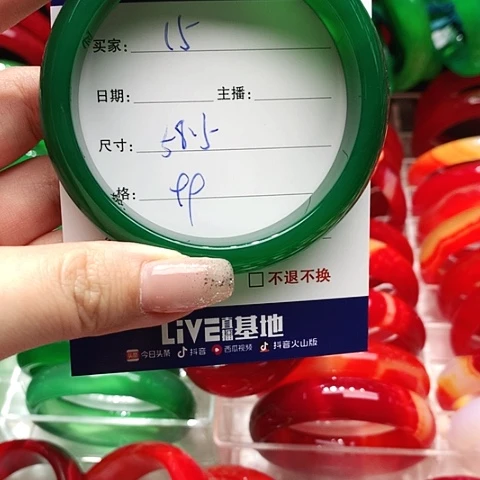 买家: 15
日期: 主播:
尺寸: 58.5
格: 99
不退不换
LiVE直播基地
今日头条 抖音 西瓜视频 抖音火山版